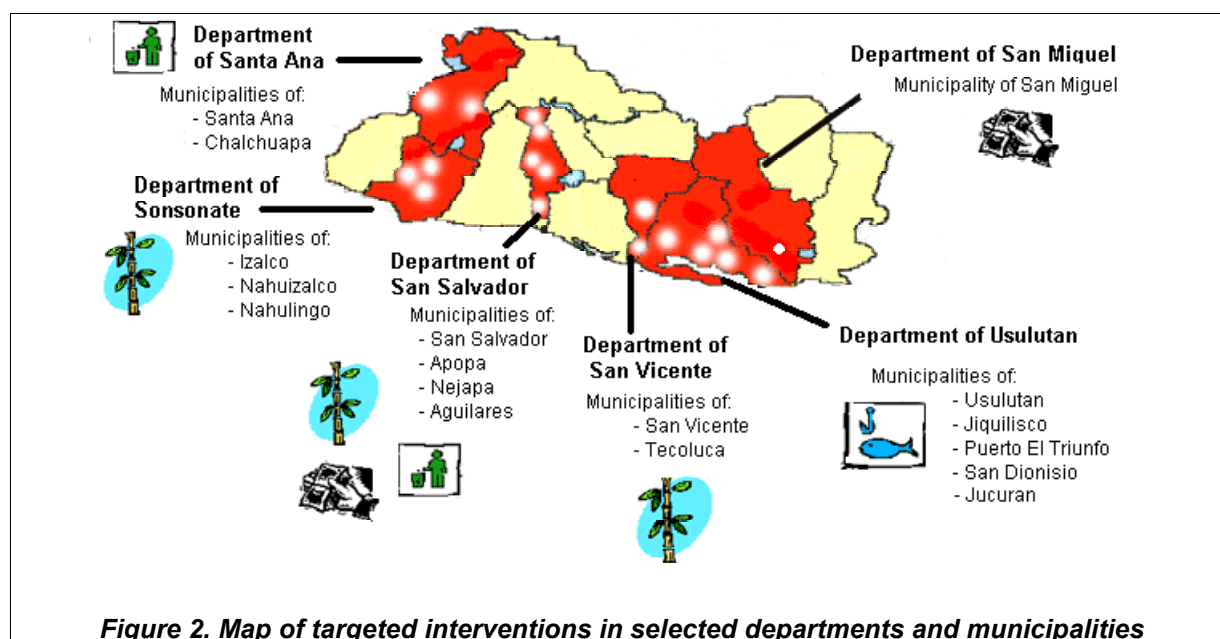 Department
of Santa Ana
Municipalities of:
- Santa Ana
- Chalchuapa
Department of San Miquel
Municipality of San Miguel
Department of
Sonsonate
Municipalities of:
- Izalco
- Nahuizalco
- Nahulingo
Department of
San Salvador
Municipalities of:
- San Salvador
- Apopa
- Nejapa
- Aguilares
Department of
San Vicente
Municipalities of:
- San Vicente
- Tecoluca
Department of Usulutan
Municipalities of:
- Usulutan
- Jiquilisco
- Puerto El Triunfo
- San Dionisio
- Jucuran
Figure 2. Map of targeted interventions in selected departments and municipalities